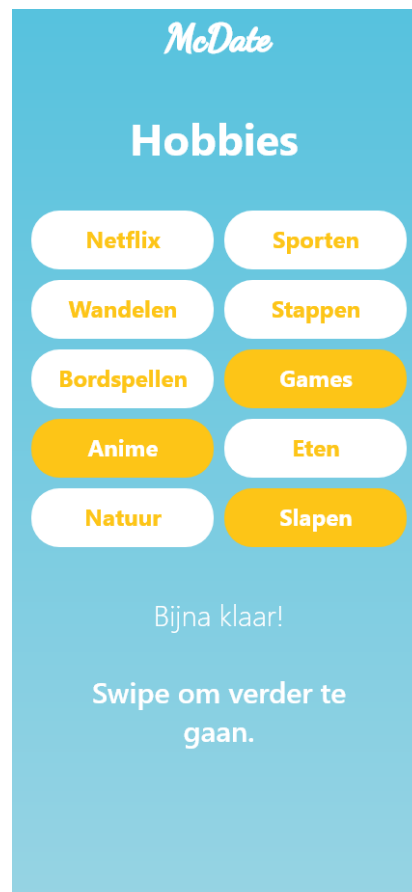 McDate
Hobbies
Netflix
Sporten
Wandelen
Stappen
Bordspellen
Games
Anime
Eten
Natuur
Slapen
Bijna klaar!
Swipe om verder te
gaan.